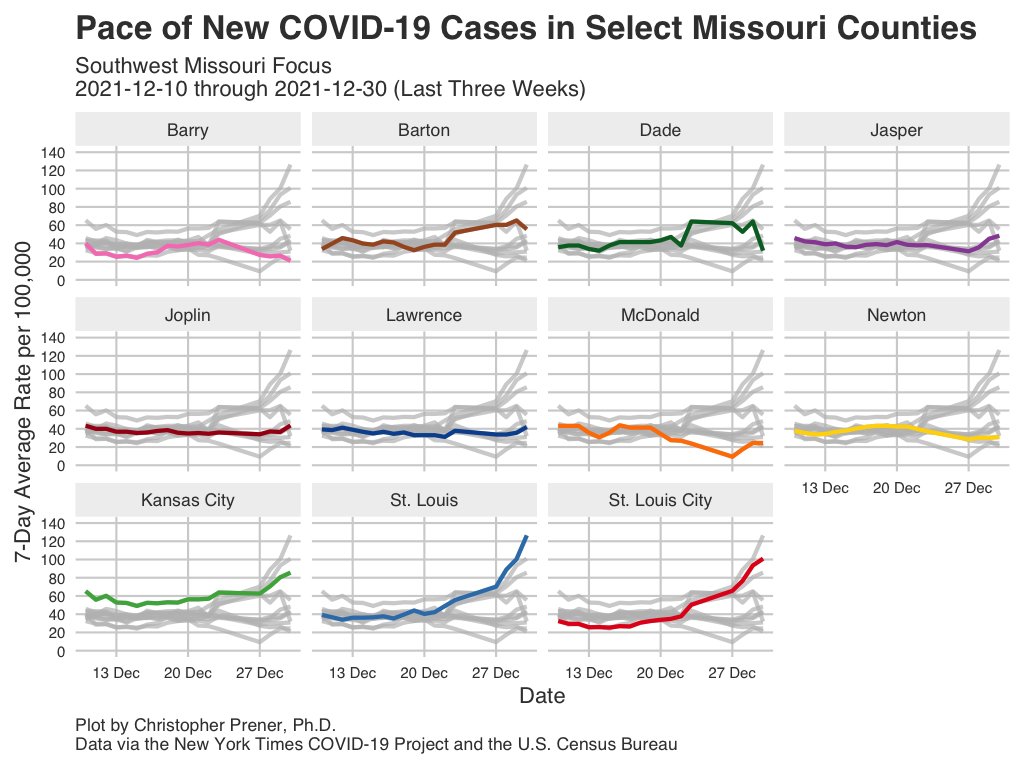 Pace of New COVID-19 Cases in Select Missouri Counties
Southwest Missouri Focus
2021-12-10 through 2021-12-30 (Last Three Weeks)
Barry
Barton
Dade
Jasper
140
120
100
80
60
40
20
0
Joplin
Lawrence
McDonald
Newton
140
120
100
80
60
40
20
0
13 Dec 20 Dec 27 Dec
Kansas City
St. Louis
St. Louis City
140
120
100
80
60
40
20
0
13 Dec 20 Dec 27 Dec
13 Dec 20 Dec 27 Dec
13 Dec 20 Dec 27 Dec
7-Day Average Rate per 100,000
Date
Plot by Christopher Prener, Ph.D.
Data via the New York Times COVID-19 Project and the U.S. Census Bureau